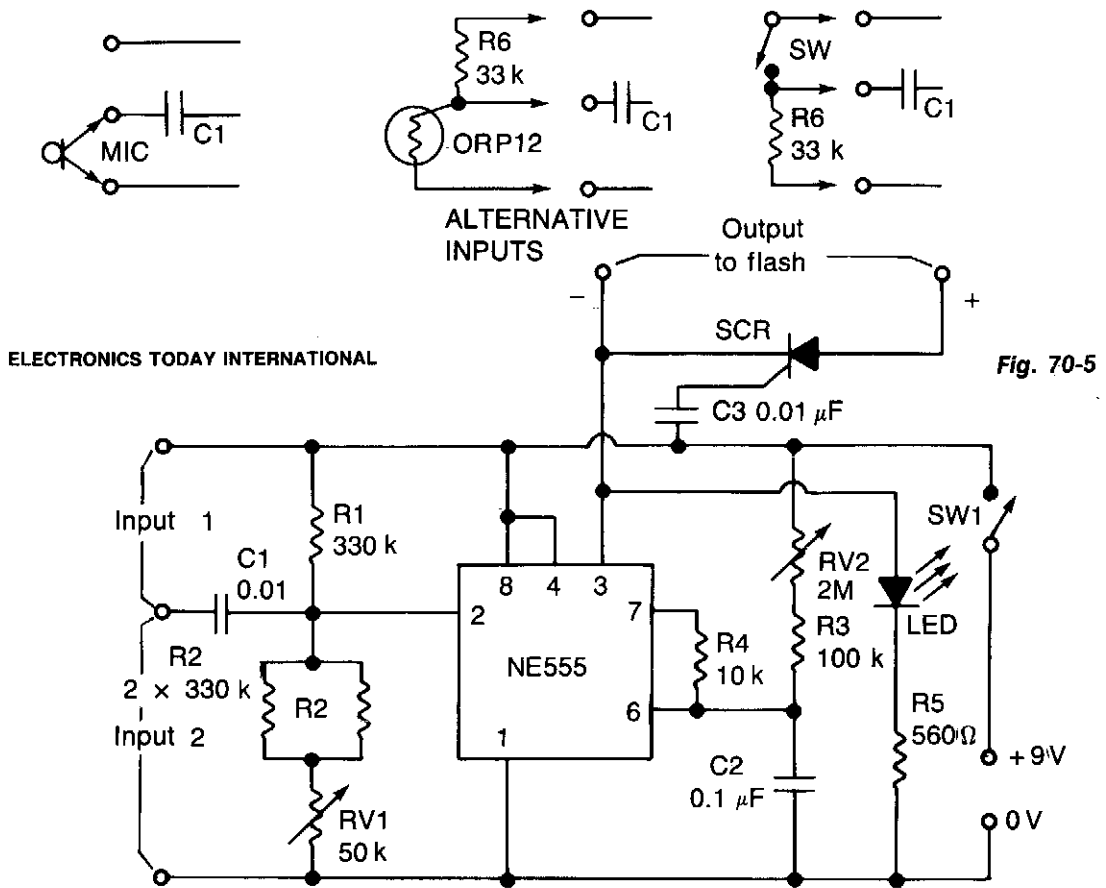 MIC
C1
R6
33 k
ORP12
C1
SW
R6
33 k
C1
ALTERNATIVE
INPUTS
Output
to flash
−
+
SCR
ELECTRONICS TODAY INTERNATIONAL
Fig. 70-5
C3 0.01 µF
Input 1
R1
330 k
C1
0.01
8
4
3
SW1
RV2
2M
2
7
LED
R2
2 × 330 k
R2
NE555
R4
10 k
R3
100 k
Input 2
6
R5
560Ω
1
C2
0.1 µF
+9V
RV1
50 k
0 V